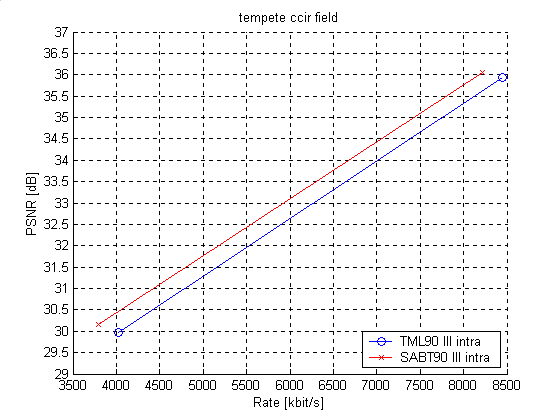 tempete ccir field
37
36.5
36
35.5
35
34.5
34
33.5
33
32.5
32
31.5
31
30.5
30
29.5
29
PSNR [dB]
3500 4000 4500 5000 5500 6000 6500 7000 7500 8000 8500
Rate [kbit/s]
TML90 III intra
SABT90 III intra